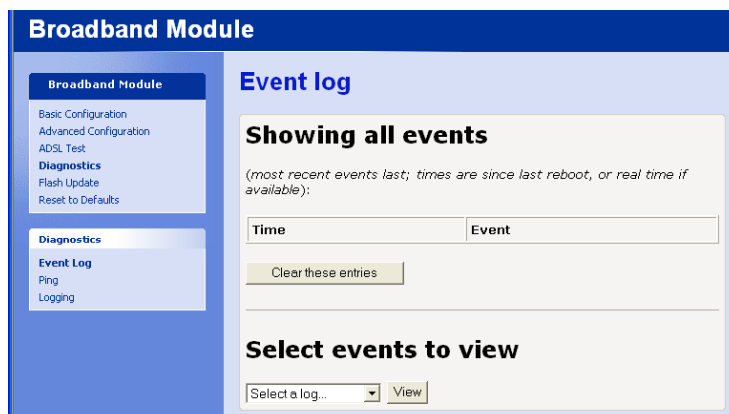 Broadband Module
Broadband Module
Basic Configuration
Advanced Configuration
ADSL Test
Diagnostics
Flash Update
Reset to Defaults
Diagnostics
Event Log
Ping
Logging
Event log
Showing all events
(most recent events last; times are since last reboot, or real time if
available):
Time Event
Clear these entries
Select events to view
Select a log... View